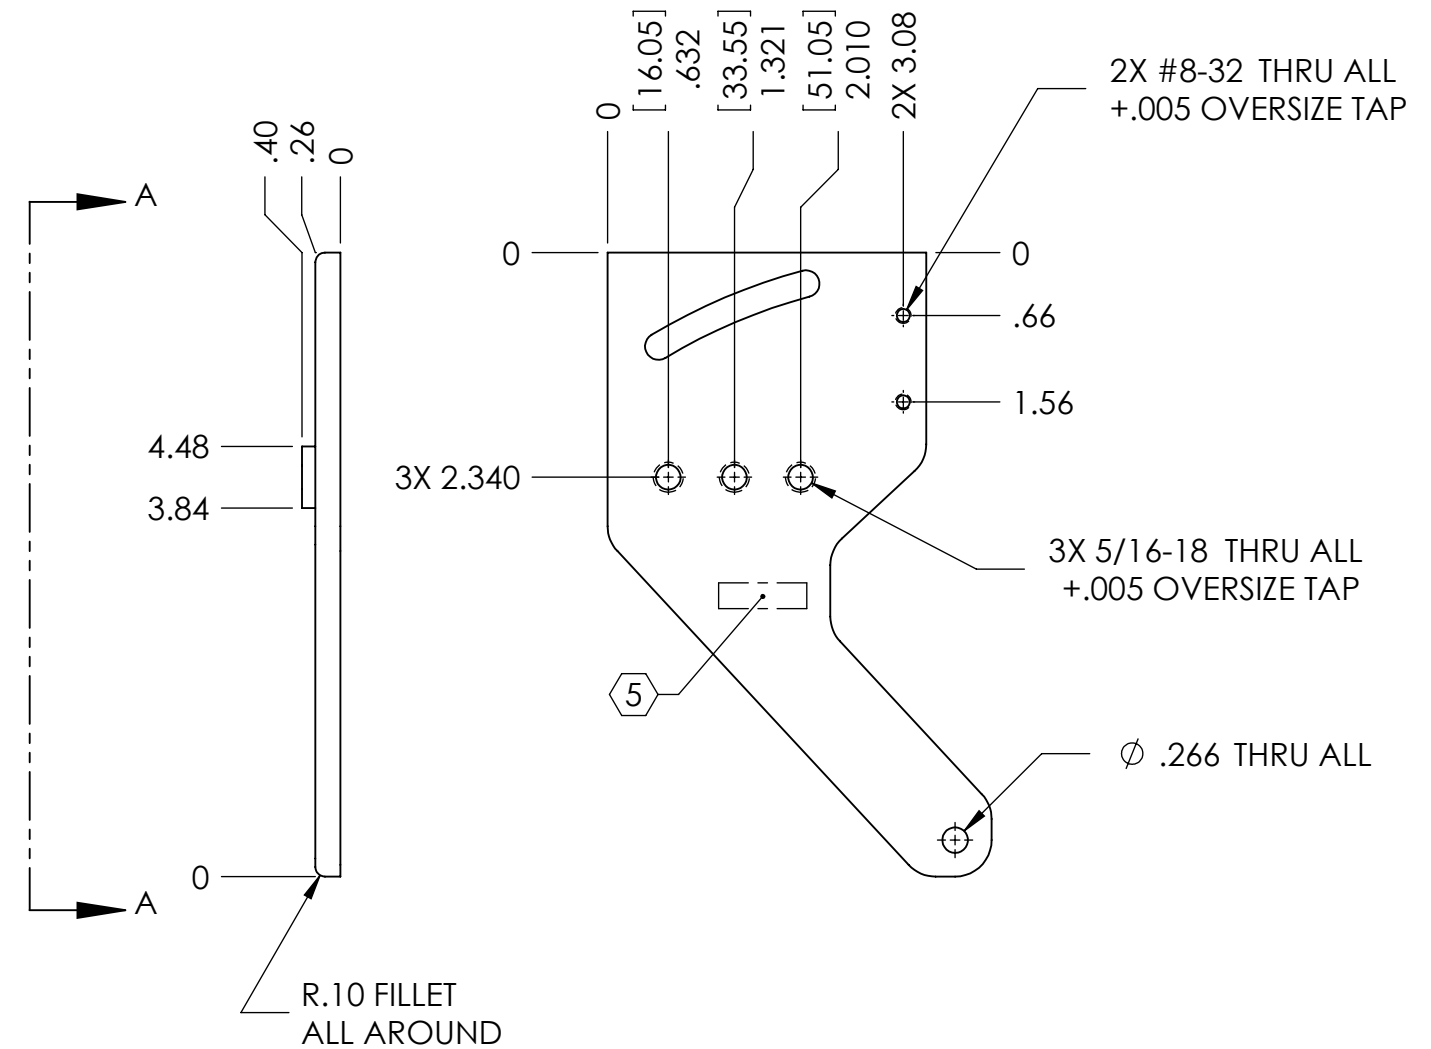 [16.05]
.632
[33.55]
1.321
[51.05]
2.010
2X 3.08
0
2X #8-32 THRU ALL
+.005 OVERSIZE TAP
.40
.26
0
A
0
0
.66
1.56
4.48
3.84
3X 2.340
3X 5/16-18 THRU ALL
+.005 OVERSIZE TAP
5
Ø .266 THRU ALL
0
A
R.10 FILLET
ALL AROUND